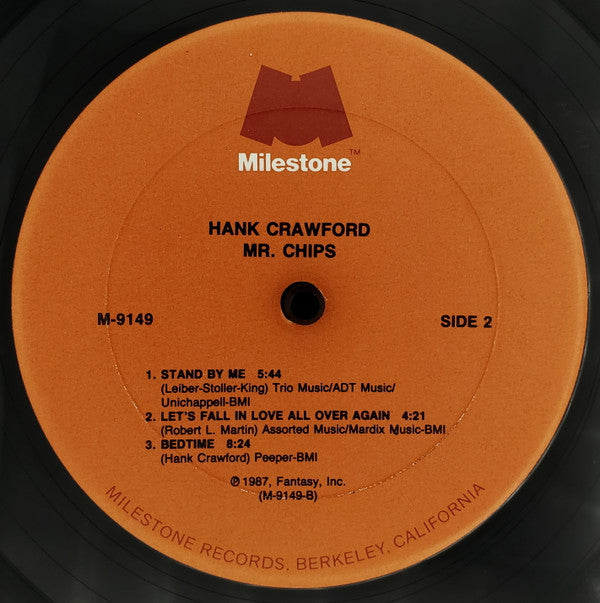 Milestone™
HANK CRAWFORD
MR. CHIPS
M-9149
SIDE 2
1. STAND BY ME 5:44
(Leiber-Stoller-King) Trio Music/ADT Music/
Unichappell-BMI
2. LET'S FALL IN LOVE ALL OVER AGAIN 4:21
(Robert L. Martin) Assorted Music/Mardix Music-BMI
3. BEDTIME 8:24
(Hank Crawford) Peeper-BMI
℗ 1987, Fantasy, Inc.
(M-9149-B)
MILESTONE RECORDS, BERKELEY, CALIFORNIA